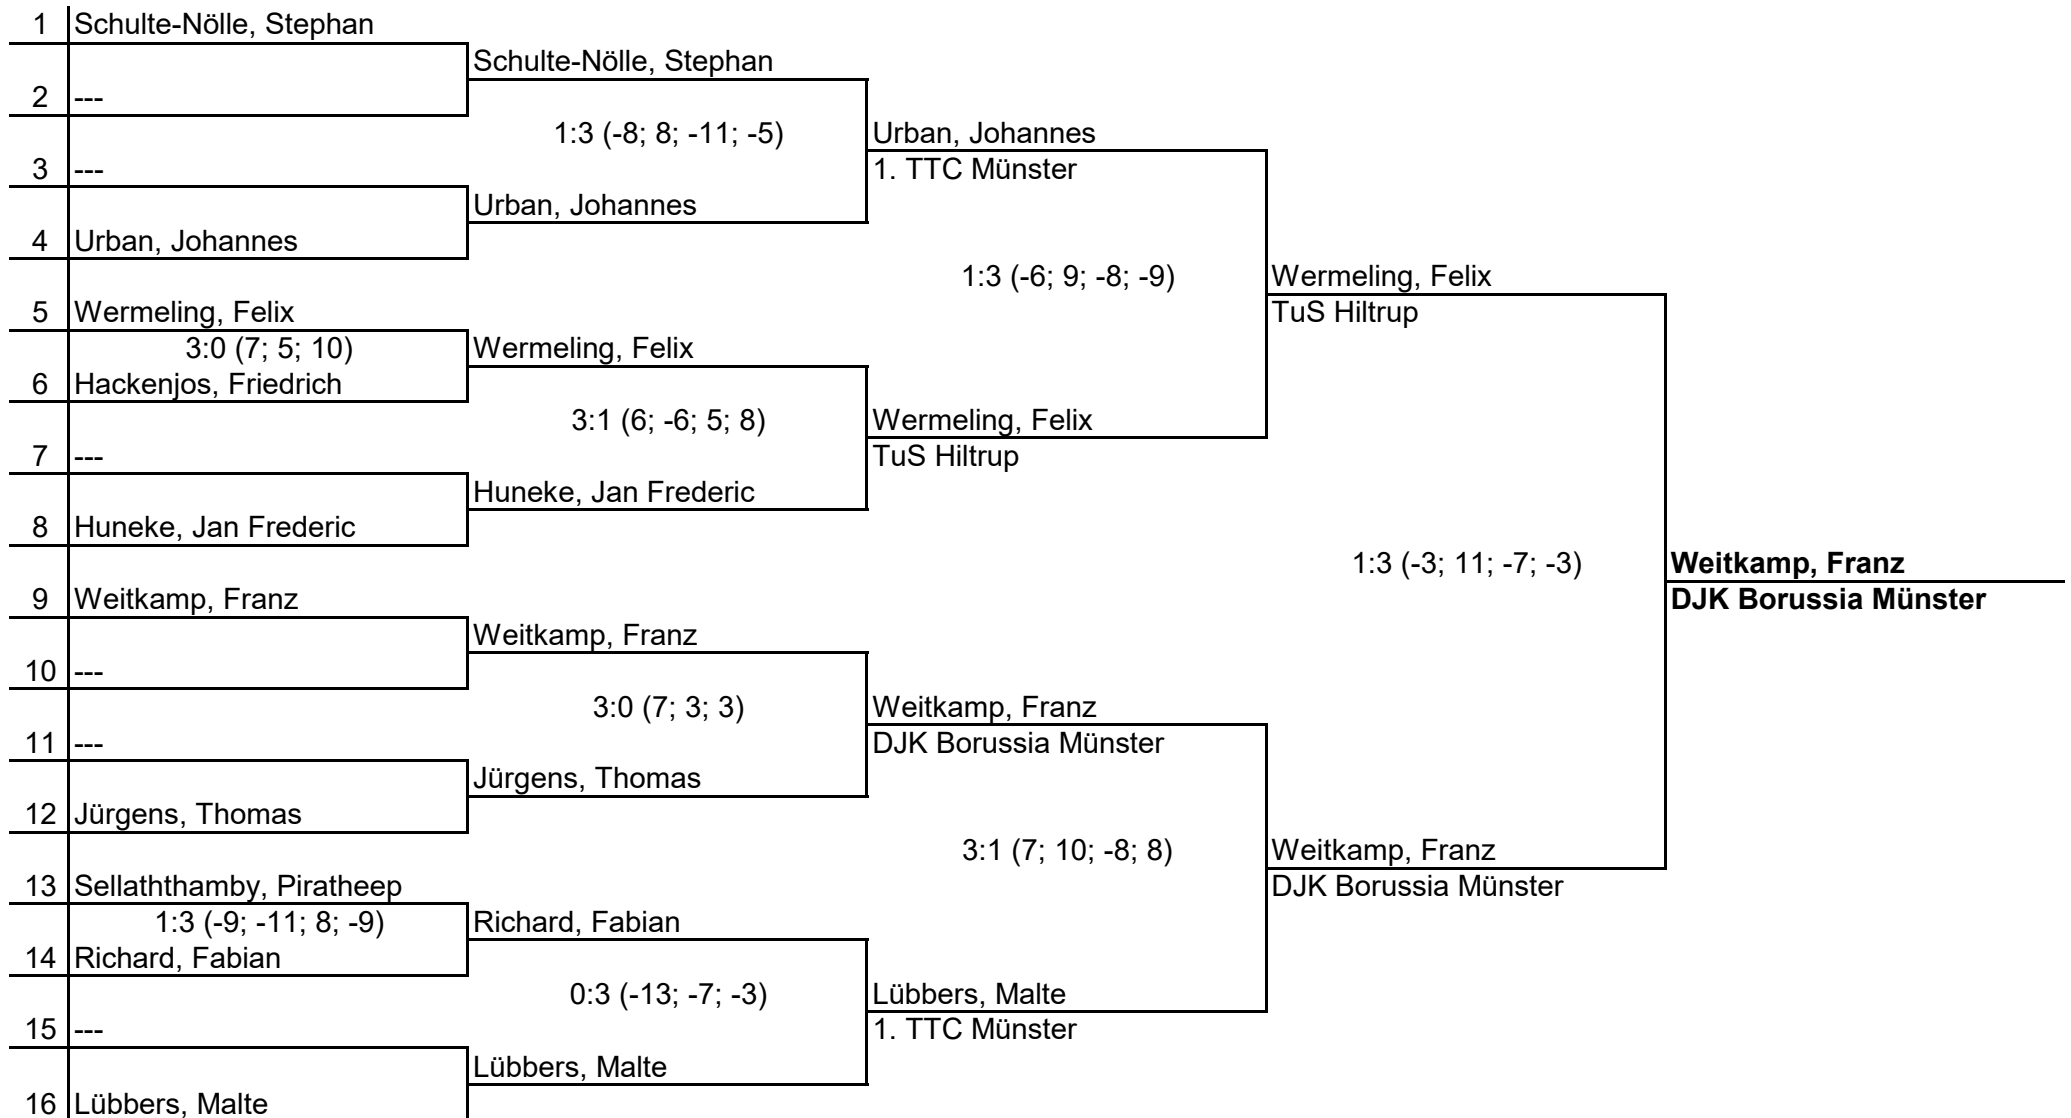 1 Schulte-Nölle, Stephan
Schulte-Nölle, Stephan
2 ---
1:3 (-8; 8; -11; -5) Urban, Johannes
3 --- 1. TTC Münster
Urban, Johannes
4 Urban, Johannes
1:3 (-6; 9; -8; -9) Wermeling, Felix
5 Wermeling, Felix TuS Hiltrup
3:0 (7; 5; 10) Wermeling, Felix
6 Hackenjos, Friedrich
3:1 (6; -6; 5; 8) Wermeling, Felix
7 --- TuS Hiltrup
Huneke, Jan Frederic
8 Huneke, Jan Frederic
1:3 (-3; 11; -7; -3) Weitkamp, Franz
9 Weitkamp, Franz DJK Borussia Münster
Weitkamp, Franz
10 ---
3:0 (7; 3; 3) Weitkamp, Franz
11 --- DJK Borussia Münster
Jürgens, Thomas
12 Jürgens, Thomas
3:1 (7; 10; -8; 8) Weitkamp, Franz
13 Sellaththamby, Piratheep DJK Borussia Münster
1:3 (-9; -11; 8; -9) Richard, Fabian
14 Richard, Fabian
0:3 (-13; -7; -3) Lübbers, Malte
15 --- 1. TTC Münster
Lübbers, Malte
16 Lübbers, Malte